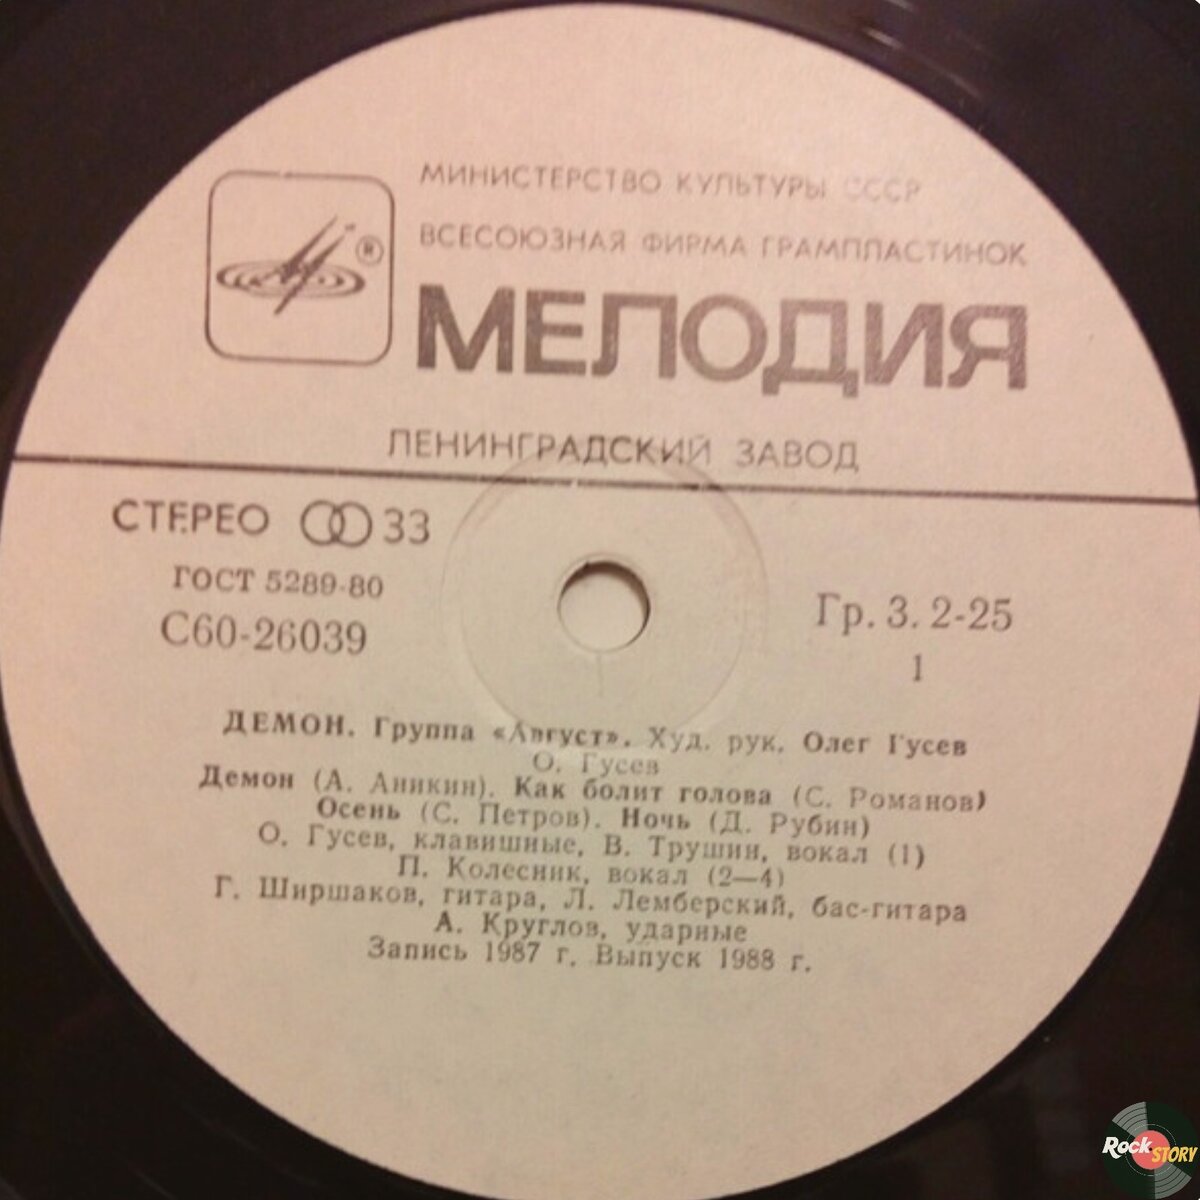 МИНИСТЕРСТВО КУЛЬТУРЫ СССР
ВСЕСОЮЗНАЯ ФИРМА ГРАМПЛАСТИНОК
®
МЕЛОДИЯ
ЛЕНИНГРАДСКИЙ ЗАВОД
СТЕРЕО 33
ГОСТ 5289-80
С60-26039
Гр. 3. 2-25
1
ДЕМОН. Группа «Август». Худ. рук. Олег Гусев
О. Гусев
Демон (А. Аникин). Как болит голова (С. Романов)
Осень (С. Петров). Ночь (Д. Рубин)
О. Гусев, клавишные, В. Трушин, вокал (1)
П. Колесник, вокал (2—4)
Г. Ширшаков, гитара, Л. Лемберский, бас-гитара
А. Круглов, ударные
Запись 1987 г. Выпуск 1988 г.
Rock STORY